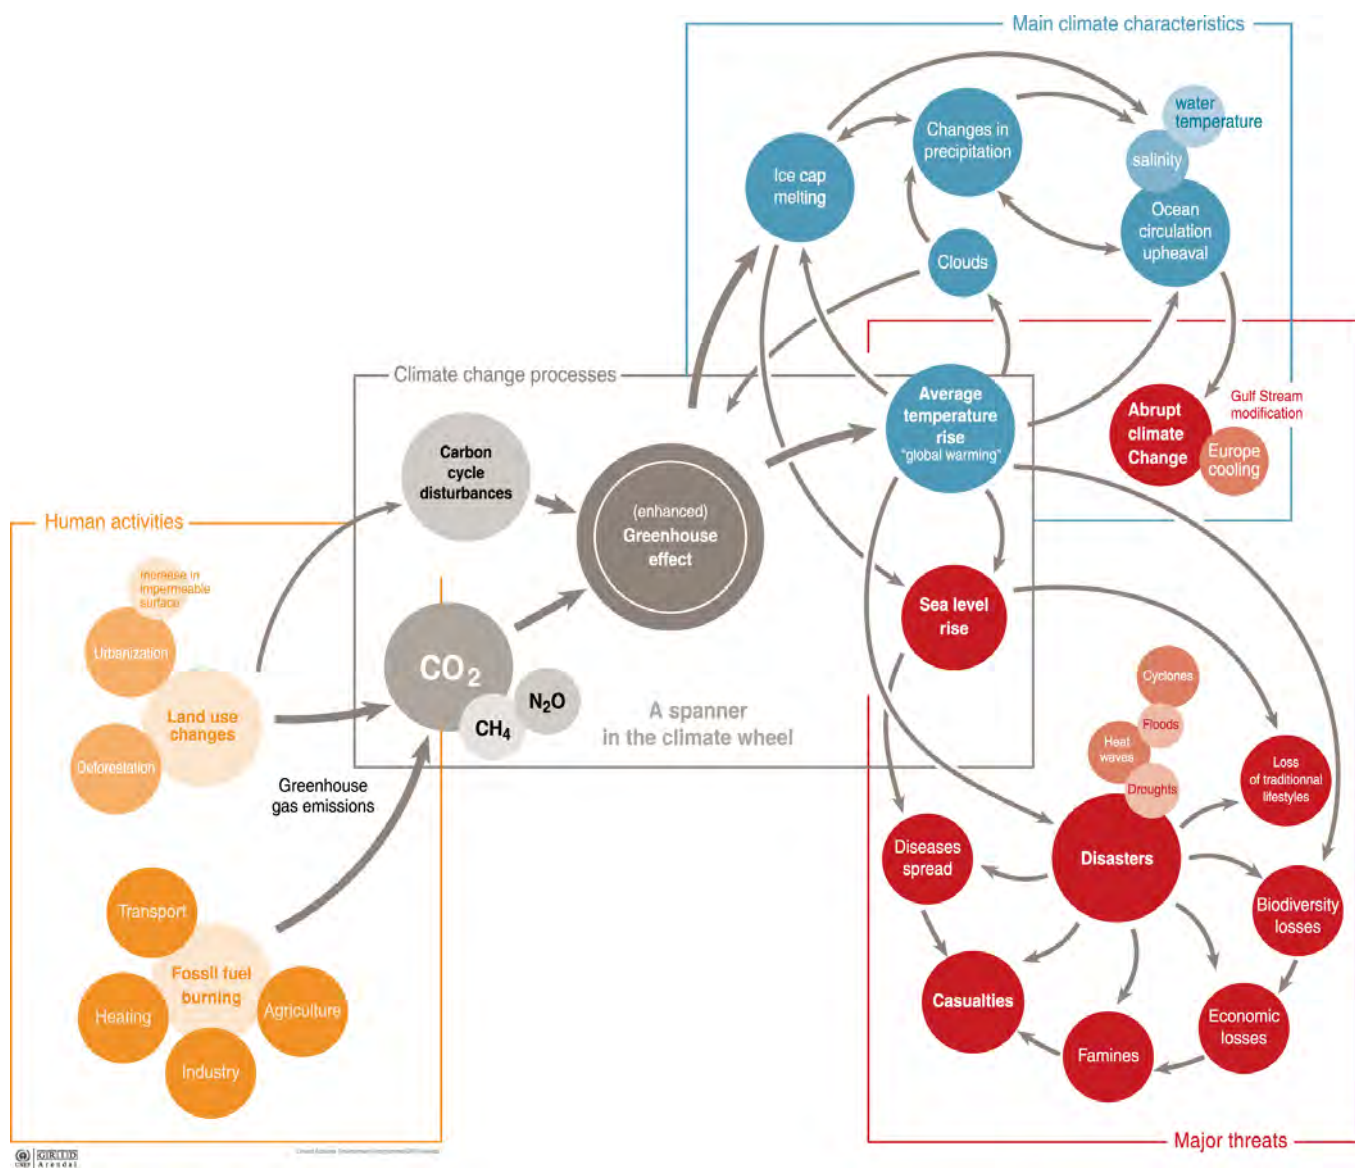 Main climate characteristics
water
temperature
Changes in
precipitation
salinity
Ice cap
melting
Ocean
circulation
upheaval
Clouds
Climate change processes
Average
temperature
rise
"global warming"
Gulf Stream
modification
Abrupt
climate
Change
Europe
cooling
Carbon
cycle
disturbances
(enhanced)
Greenhouse
effect
Human activities
Increase in
impermeable
surface
Urbanization
Land use
changes
Deforestation
CO2
CH4
N2O
A spanner
in the climate wheel
Greenhouse
gas emissions
Sea level
rise
Cyclones
Floods
Heat
waves
Droughts
Loss
of traditionnal
lifestyles
Diseases
spread
Disasters
Biodiversity
losses
Transport
Fossil fuel
burning
Heating
Agriculture
Industry
Casualties
Economic
losses
Famines
Major threats
UNEP
GRID
Arendal